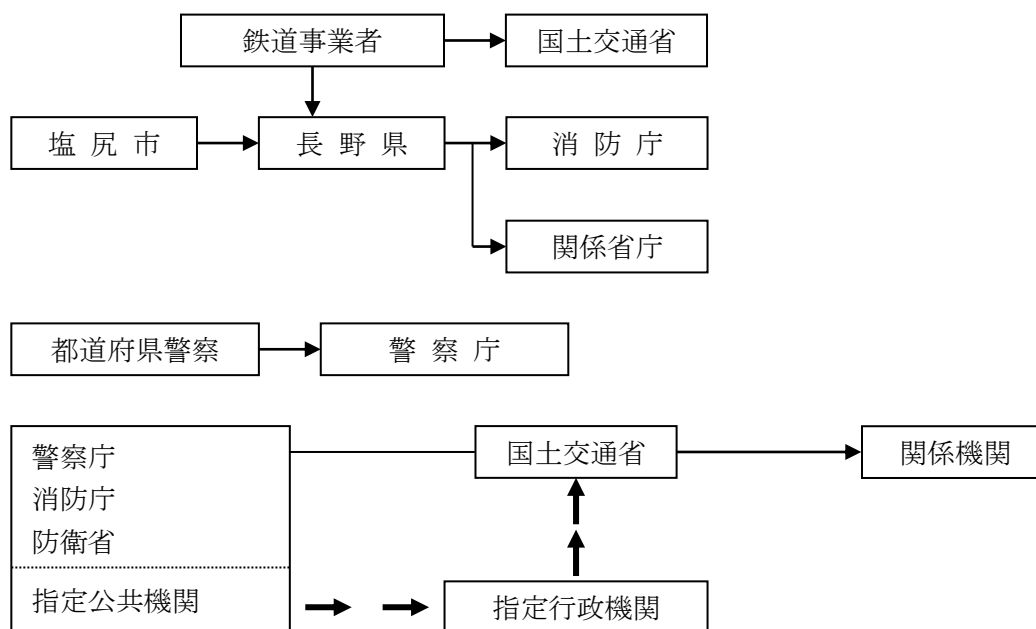 鉄道事業者
国土交通省
塩尻市
長野県
消防庁
関係省庁
都道府県警察
警察庁
警察庁
消防庁
防衛省
指定公共機関
国土交通省
関係機関
指定行政機関